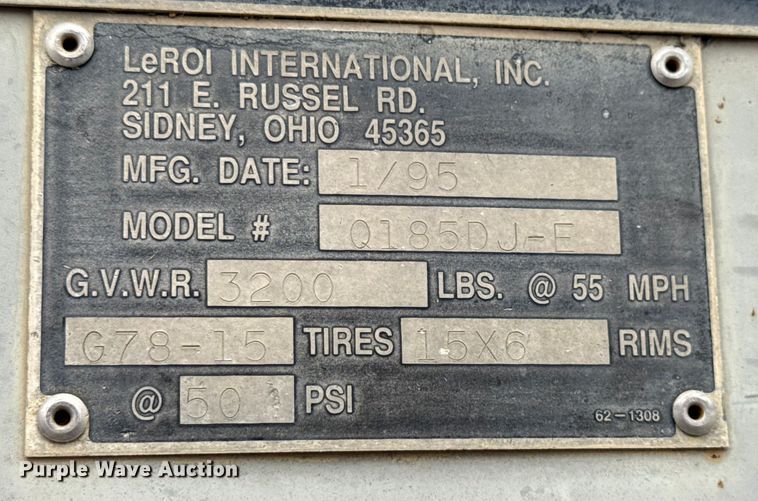 LeROI INTERNATIONAL, INC.
211 E. RUSSEL RD.
SIDNEY, OHIO 45365
MFG. DATE: 1/95
MODEL # Q185DJ-E
G.V.W.R. 3200 LBS. @ 55 MPH
G78-15 TIRES 15X6 RIMS
@ 50 PSI
62-1308
Purple Wave Auction